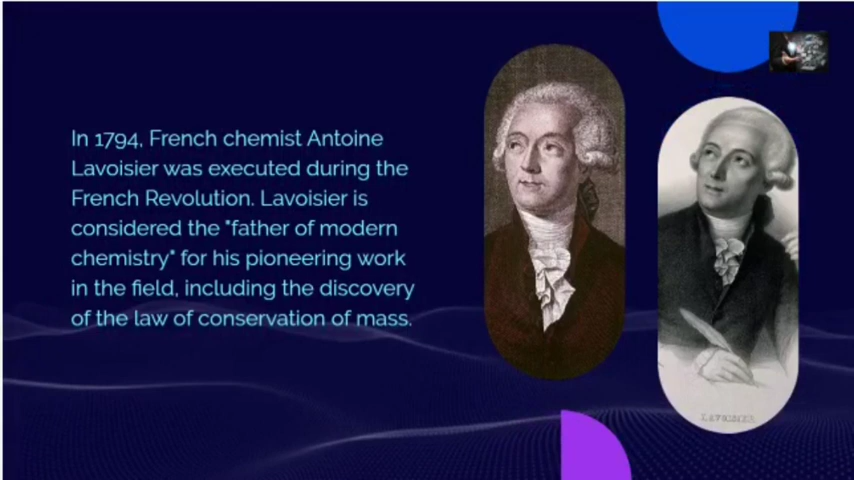 In 1794, French chemist Antoine
Lavoisier was executed during the
French Revolution. Lavoisier is
considered the "father of modern
chemistry" for his pioneering work
in the field, including the discovery
of the law of conservation of mass.
LAVOISIER